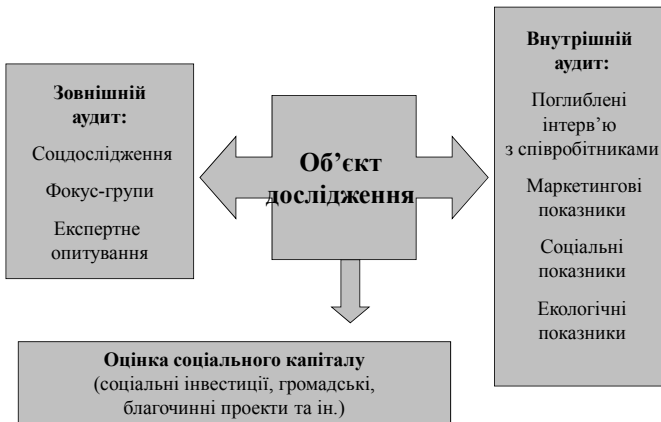 Зовнішній
аудит:
Соцдослідження
Фокус-групи
Експертне
опитування
Об’єкт
дослідження
Внутрішній
аудит:
Поглиблені
інтерв’ю
з співробітниками
Маркетингові
показники
Соціальні
показники
Екологічні
показники
Оцінка соціального капіталу
(соціальні інвестиції, громадські,
благочинні проекти та ін.)